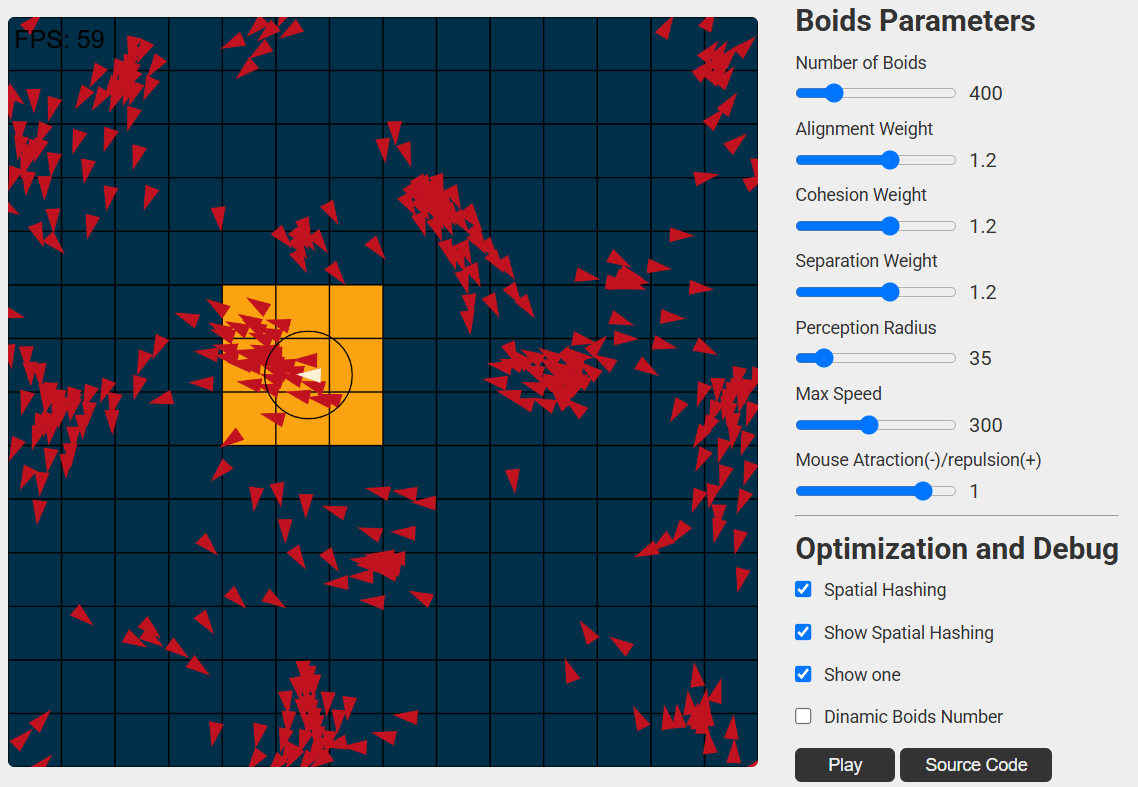 FPS: 59
Boids Parameters
Number of Boids
400
Alignment Weight
1.2
Cohesion Weight
1.2
Separation Weight
1.2
Perception Radius
35
Max Speed
300
Mouse Atraction(-)/repulsion(+)
1
Optimization and Debug
Spatial Hashing
Show Spatial Hashing
Show one
Dinamic Boids Number
Play Source Code